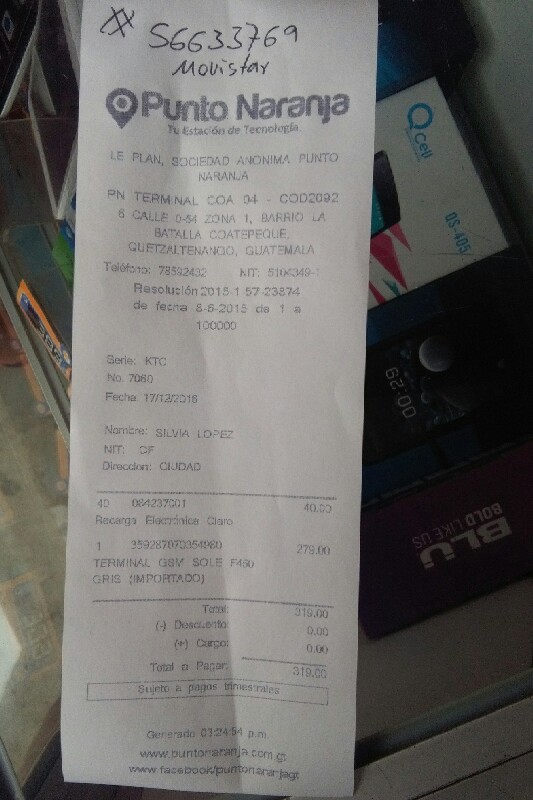 56633769
Movistar
Punto Naranja
Tu Estación de Tecnología.
LE PLAN, SOCIEDAD ANONIMA PUNTO
NARANJA
PN TERMINAL COA 04 - COD2092
6 CALLE 0-54 ZONA 1, BARRIO LA
BATALLA COATEPEQUE,
QUETZALTENANGO, GUATEMALA
Teléfono: 78592432 NIT: 5104349-1
Resolución 2015-1-57-23874
de fecha 8-5-2015 de 1 a
100000
Serie: KTC
No. 7060
Fecha 17/12/2016
Nombre: SILVIA LOPEZ
NIT: CF
Direccion: CIUDAD
40 084237001 40.00
Recarga Electrónica Claro
1 359287070354980 279.00
TERMINAL GSM SOLE F450
GRIS (IMPORTADO)
Total: 319.00
(-) Descuento: 0.00
(+) Cargo: 0.00
Total a Pagar: 319.00
Sujeto a pagos trimestrales
Generado 03:24:54 p.m.
www.puntonaranja.com.gt
www.facebook/puntonaranjagt
Q Cell
QS-405
09:29
BLU
BOLD LIKE US